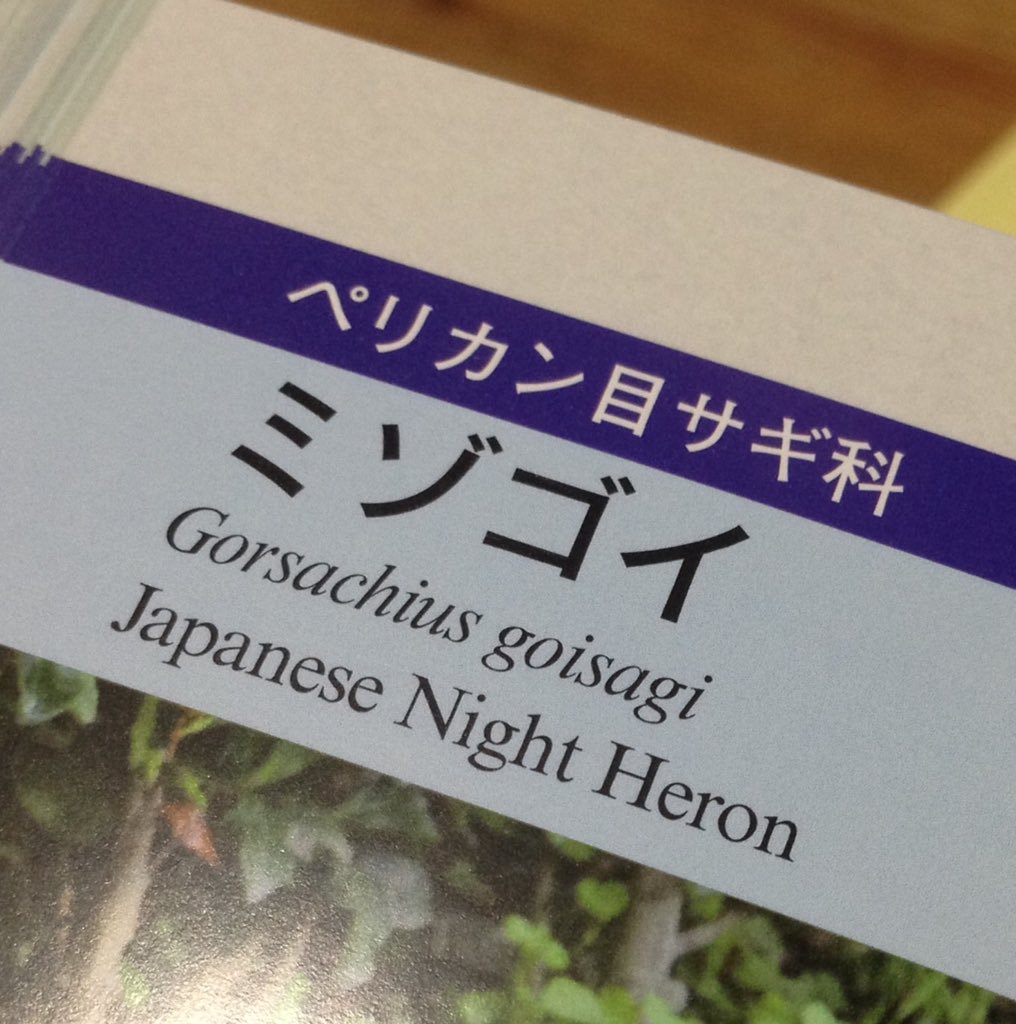 ペリカン目サギ科
ミゾゴイ
Gorsachius goisagi
Japanese Night Heron